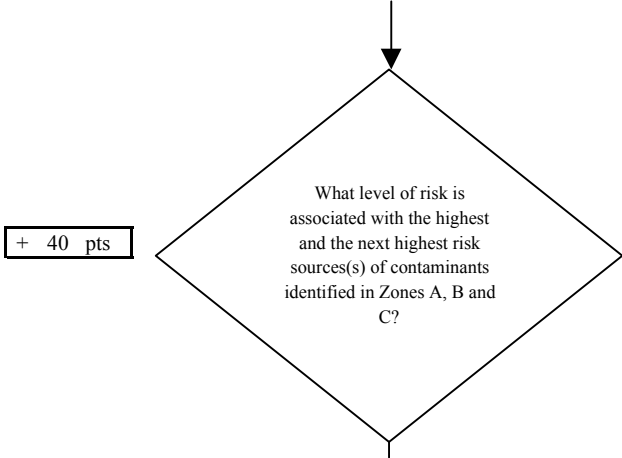 What level of risk is
associated with the highest
and the next highest risk
sources(s) of contaminants
identified in Zones A, B and
C?
+ 40 pts